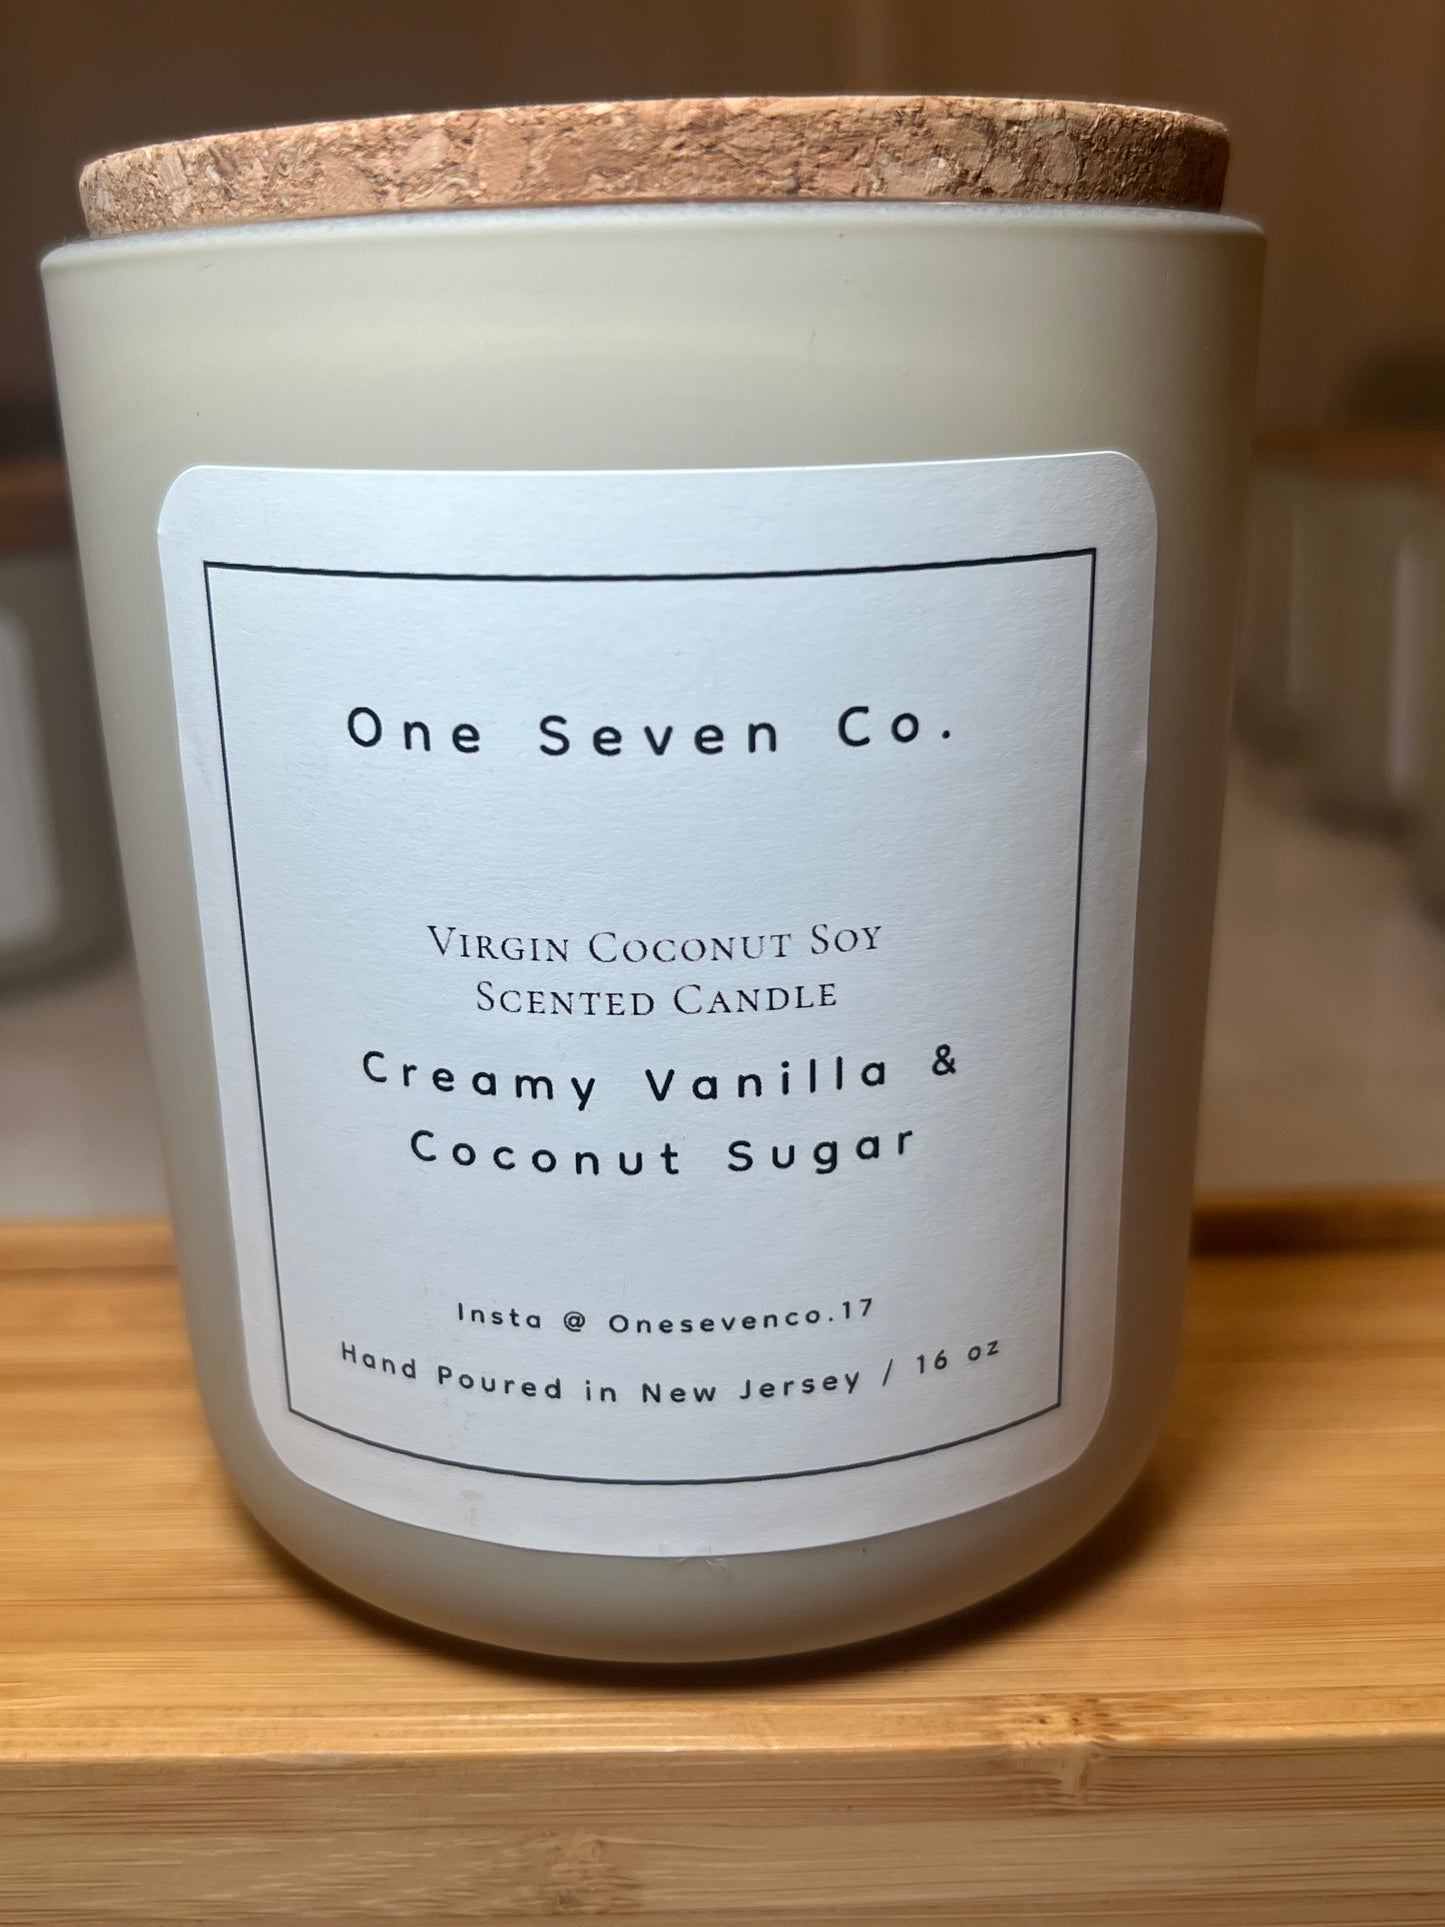 One Seven Co.
Virgin Coconut Soy
Scented Candle
Creamy Vanilla &
Coconut Sugar
Insta @ Onesevenco.17
Hand Poured in New Jersey / 16 oz